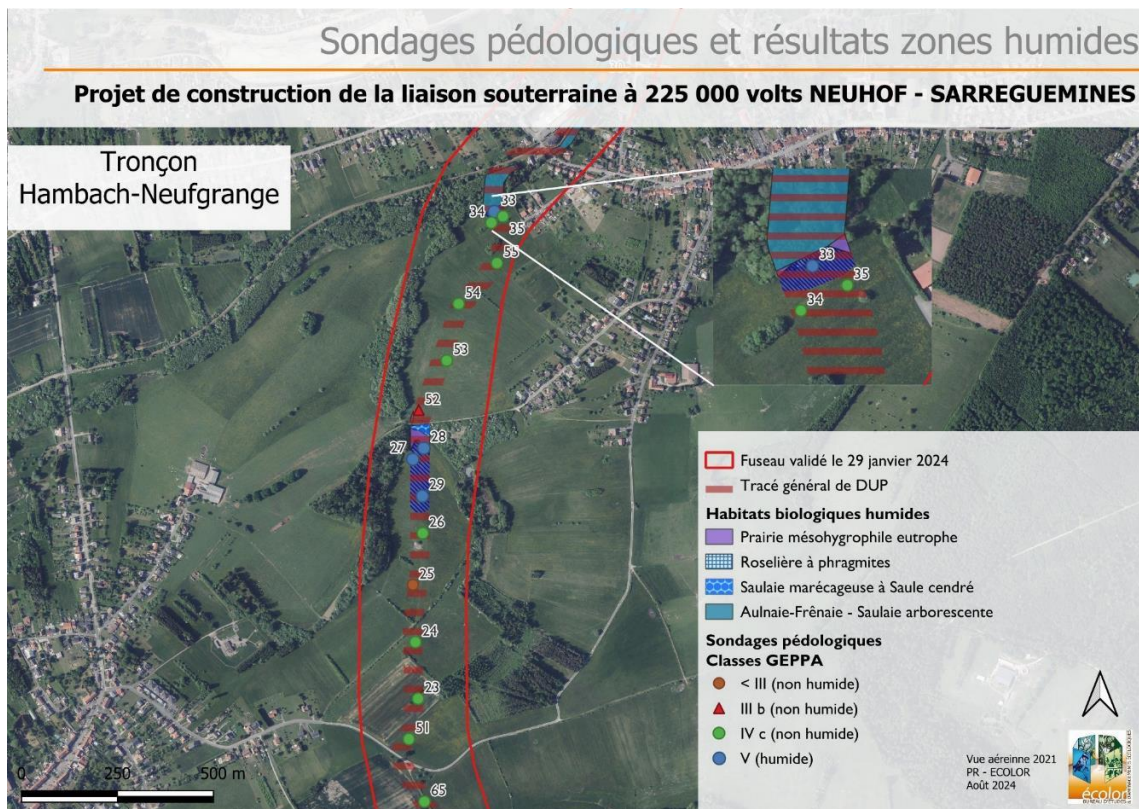 Sondages pédologiques et résultats zones humides
Projet de construction de la liaison souterraine à 225 000 volts NEUHOF - SARREGUEMINES
Tronçon
Hambach-Neufgrange
33
34
35
55
54
53
52
28
27
29
26
25
24
23
51
65
33
35
34
Fuseau validé le 29 janvier 2024
Tracé général de DUP
Habitats biologiques humides
Prairie mésohygrophile eutrophe
Roselière à phragmites
Saulaie marécageuse à Saule cendré
Aulnaie-Frênaie - Saulaie arborescente
Sondages pédologiques
Classes GEPPA
< III (non humide)
III b (non humide)
IV c (non humide)
V (humide)
0 250 500 m
Vue aéreinne 2021
PR - ECOLOR
Août 2024
écolor
BUREAU D'ETUDES